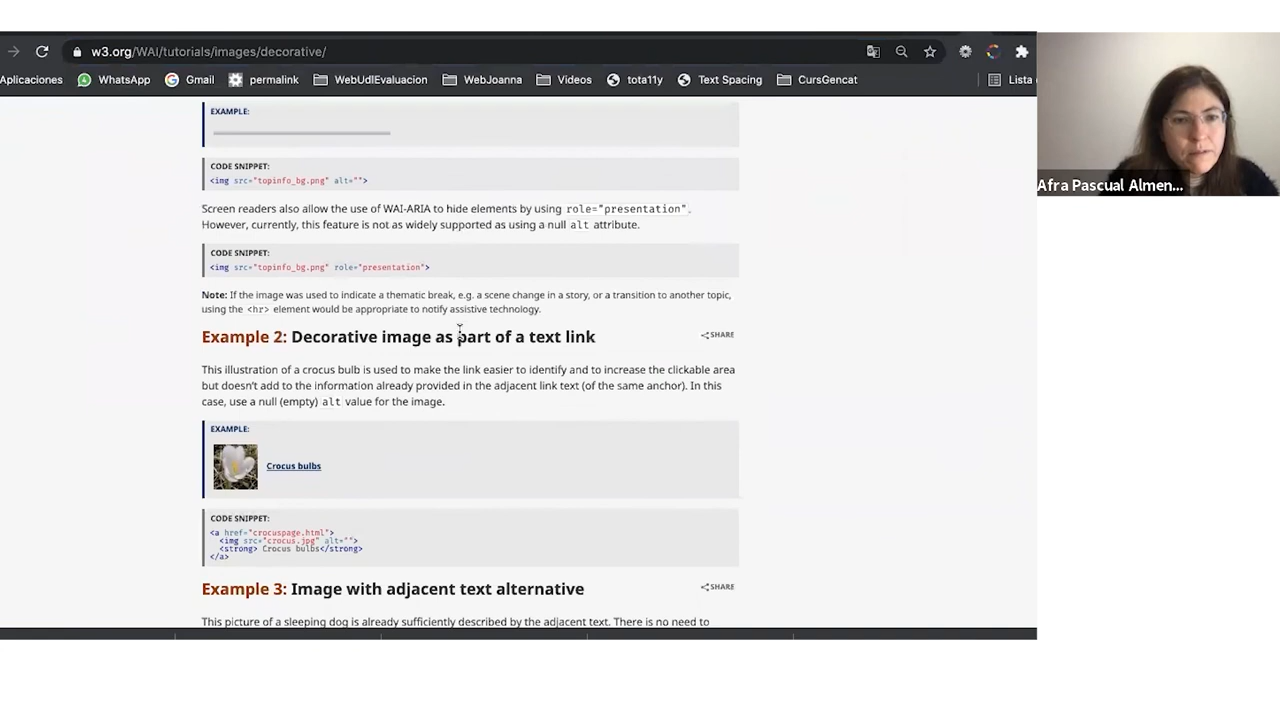 w3.org/WAI/tutorials/images/decorative/
Aplicaciones WhatsApp Gmail permalink WebUdlEvaluacion WebJoanna Videos tota11y Text Spacing CursGencat Lista
EXAMPLE:
CODE SNIPPET:
<img src="topinfo_bg.png" alt="">
Screen readers also allow the use of WAI-ARIA to hide elements by using role="presentation".
However, currently, this feature is not as widely supported as using a null alt attribute.
CODE SNIPPET:
<img src="topinfo_bg.png" role="presentation">
Note: If the image was used to indicate a thematic break, e.g. a scene change in a story, or a transition to another topic,
using the <hr> element would be appropriate to notify assistive technology.
Example 2: Decorative image as part of a text link
SHARE
This illustration of a crocus bulb is used to make the link easier to identify and to increase the clickable area
but doesn't add to the information already provided in the adjacent link text (of the same anchor). In this
case, use a null (empty) alt value for the image.
EXAMPLE:
Crocus bulbs
CODE SNIPPET:
<a href="crocuspage.html">
<img src="crocus.jpg" alt="">
<strong> Crocus bulbs</strong>
</a>
Example 3: Image with adjacent text alternative
SHARE
This picture of a sleeping dog is already sufficiently described by the adjacent text. There is no need to
Afra Pascual Almen...